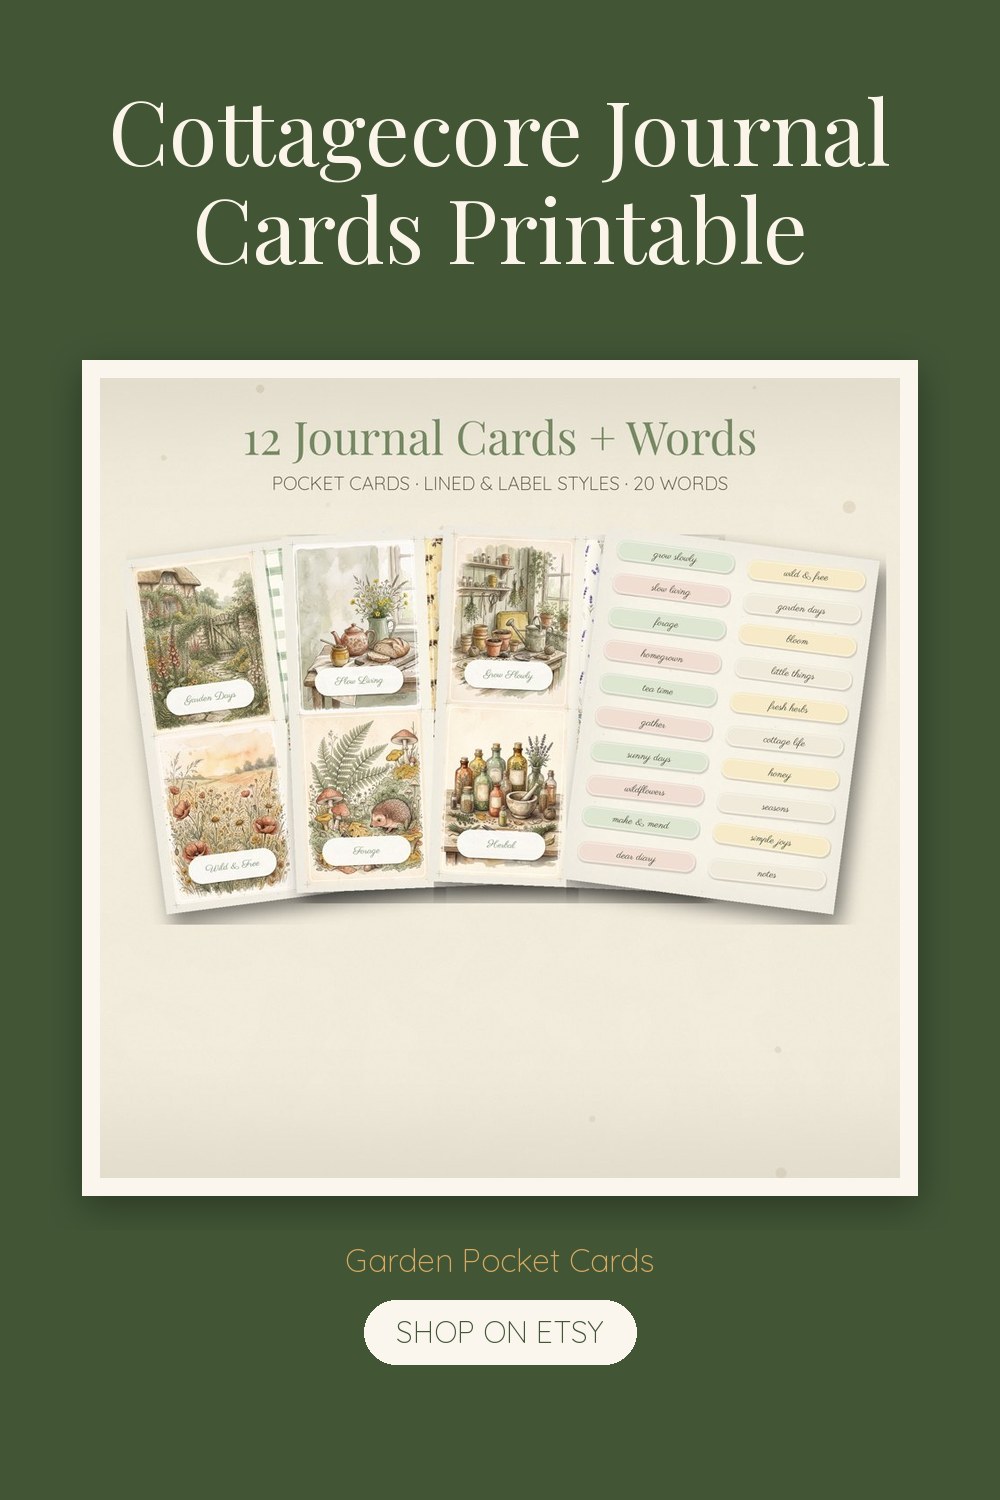 Cottagecore Journal
Cards Printable
12 Journal Cards + Words
POCKET CARDS · LINED & LABEL STYLES · 20 WORDS
Garden Days
Slow Living
Grow Slowly
Wild & Free
Forage
Herbal
grow slowly
slow living
forage
homegrown
tea time
gather
sunny days
wildflowers
make & mend
dear diary
wild & free
garden days
bloom
little things
fresh herbs
cottage life
honey
seasons
simple joys
notes
Garden Pocket Cards
SHOP ON ETSY